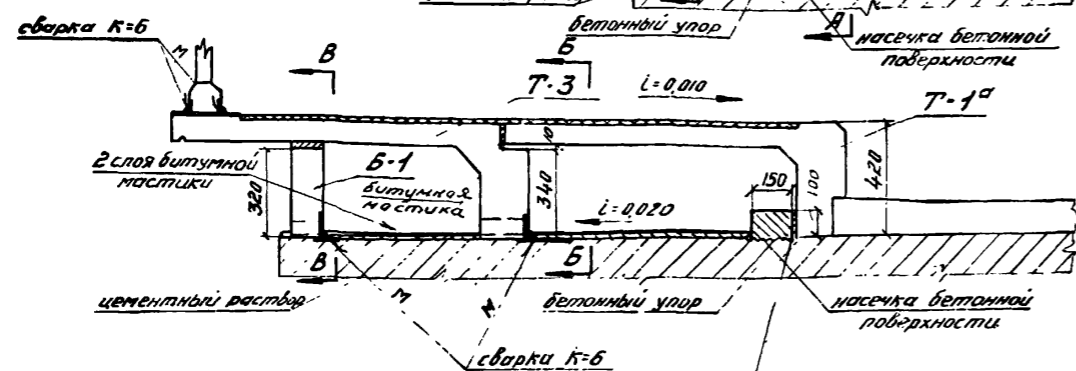 бетонный упор
А
насечка бетонной
поверхности
сварка К=6
М
В
Б
Т-3
i=0,010
Т-1а
2 слоя битумной
мастики
Б-1
битумная
мастика
320
10
340
150
100
420
i=0,020
В
Б
цементный раствор
М
М
бетонный упор
насечка бетонной
поверхности
сварка К=6